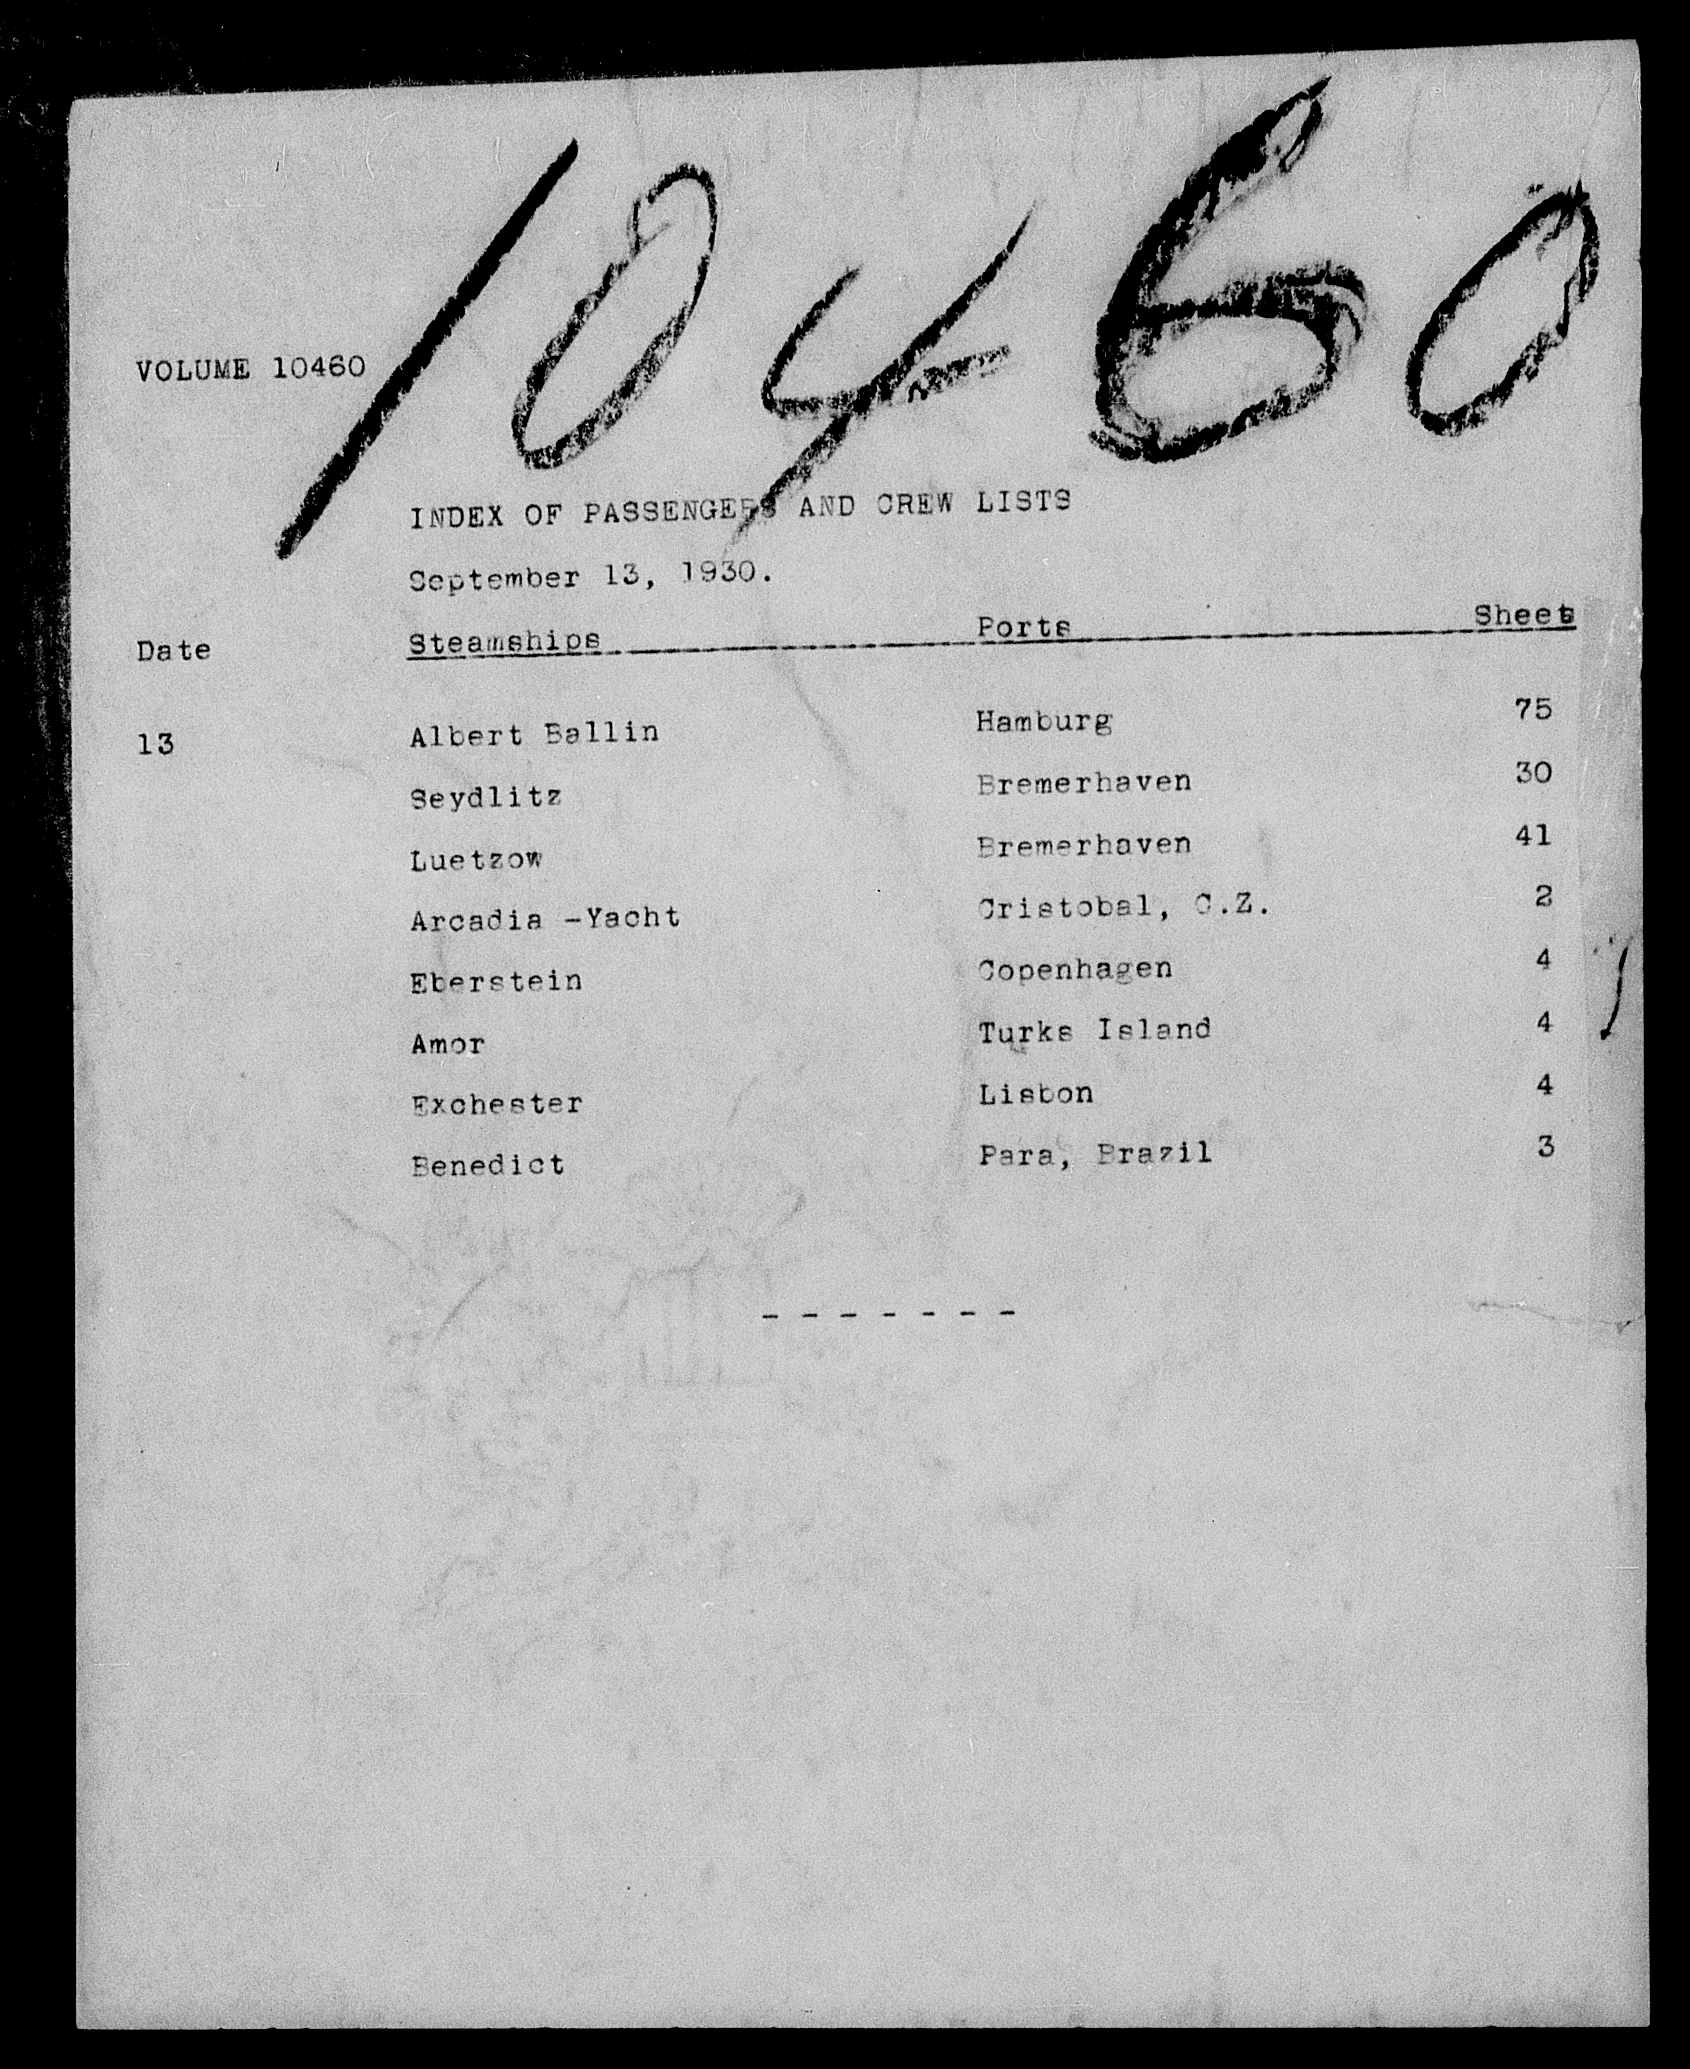 10460
VOLUME 10460
INDEX OF PASSENGERS AND CREW LISTS
September 13, 1930.
Date Steamships Ports Sheets
13 Albert Ballin Hamburg 75
Seydlitz Bremerhaven 30
Luetzow Bremerhaven 41
Arcadia -Yacht Cristobal, C.Z. 2
Eberstein Copenhagen 4
Amor Turks Island 4
Exchester Lisbon 4
Benedict Para, Brazil 3
- - - - - - -